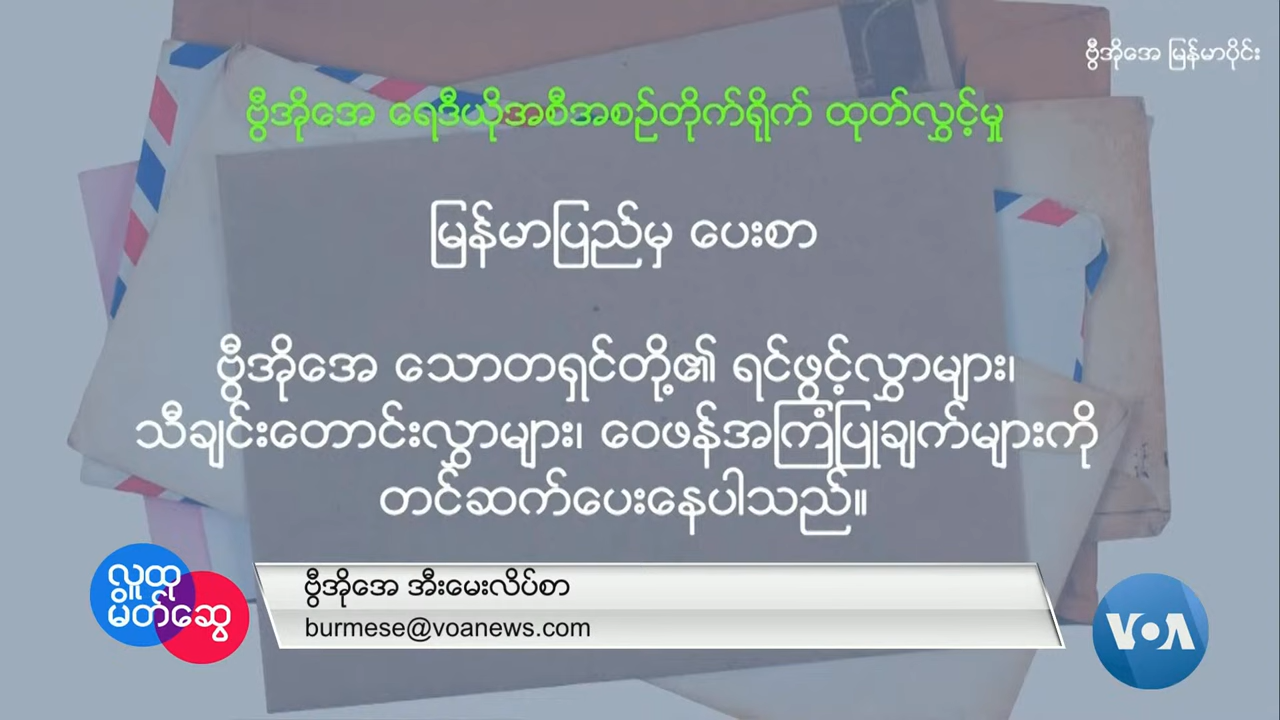 ဗွီအိုအေ မြန်မာပိုင်း
ဗွီအိုအေ ရေဒီယိုအစီအစဉ်တိုက်ရိုက် ထုတ်လွှင့်မှု
မြန်မာပြည်မှ ပေးစာ
ဗွီအိုအေ သောတရှင်တို့၏ ရင်ဖွင့်လွှာများ၊
သီချင်းတောင်းလွှာများ၊ ဝေဖန်အကြံပြုချက်များကို
တင်ဆက်ပေးနေပါသည်။
လူထု
မိတ်ဆွေ
ဗွီအိုအေ အီးမေးလိပ်စာ
burmese@voanews.com
VOA